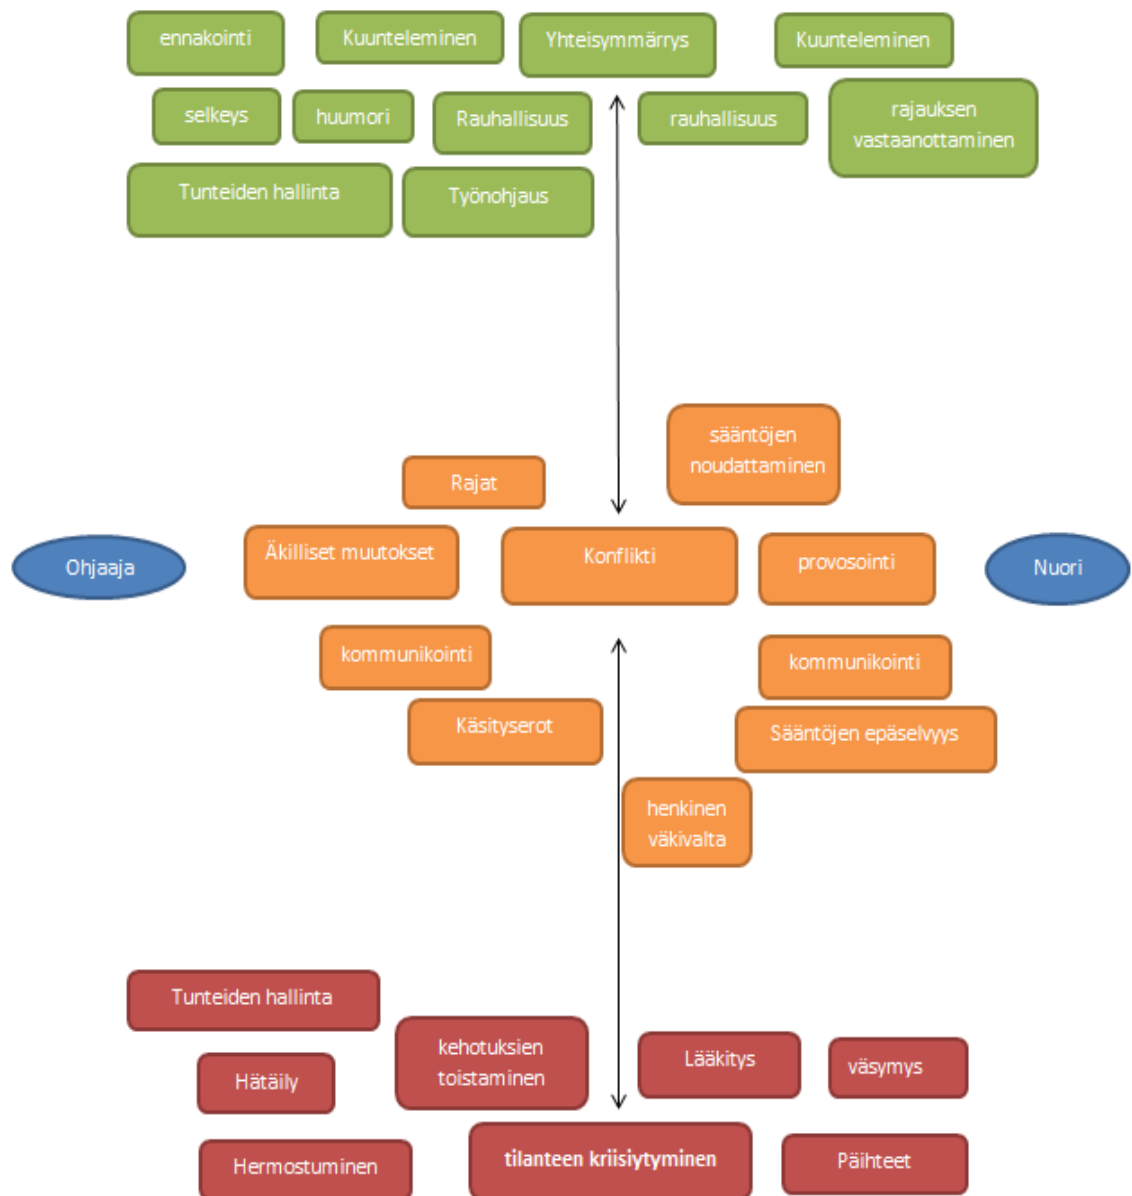 ennakointi
Kuunteleminen
Yhteisymmärrys
Kuunteleminen
selkeys
huumori
Rauhallisuus
rauhallisuus
rajauksen
vastaanottaminen
Tunteiden hallinta
Työnohjaus
sääntöjen
noudattaminen
Rajat
Ohjaaja
Äkilliset muutokset
Konflikti
provosointi
Nuori
kommunikointi
kommunikointi
Käsityserot
Sääntöjen epäselvyys
henkinen
väkivalta
Tunteiden hallinta
kehotuksien
toistaminen
Lääkitys
väsymys
Hätäily
Hermostuminen
tilanteen kriisiytyminen
Päihteet